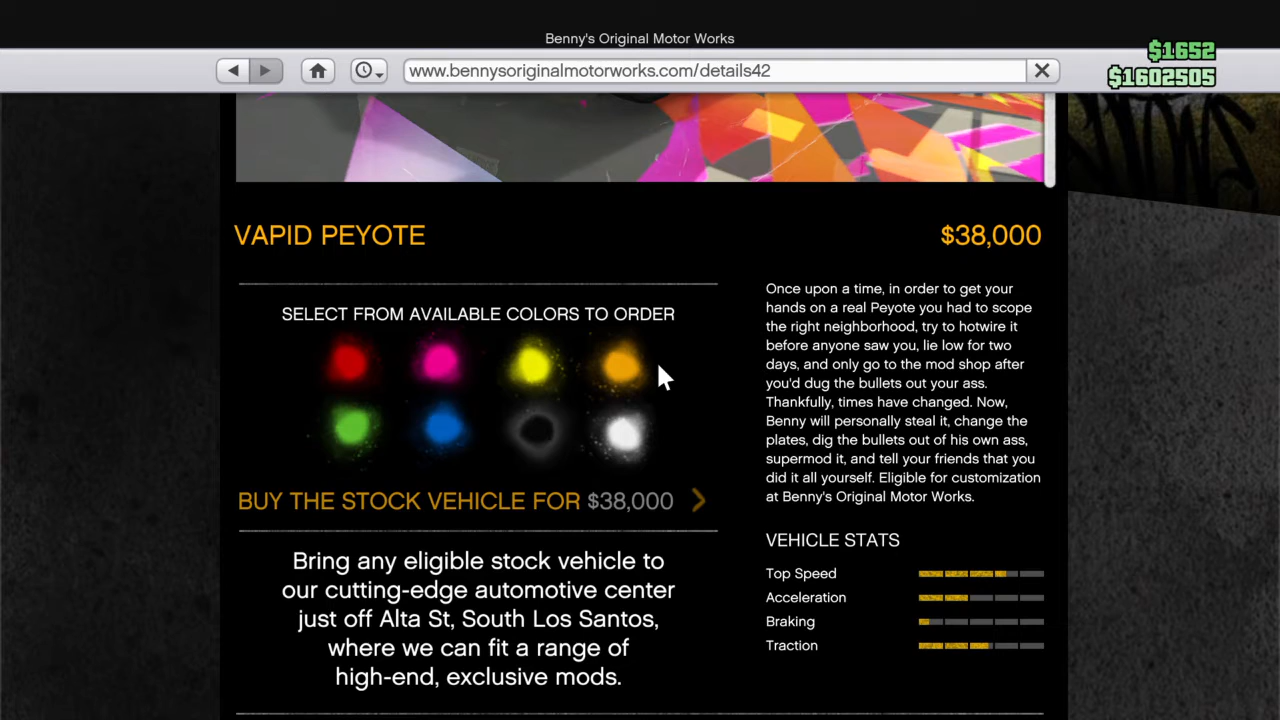 Benny's Original Motor Works
www.bennysoriginalmotorworks.com/details42
$1652
$1602505
VAPID PEYOTE
$38,000
SELECT FROM AVAILABLE COLORS TO ORDER
BUY THE STOCK VEHICLE FOR $38,000
Bring any eligible stock vehicle to
our cutting-edge automotive center
just off Alta St, South Los Santos,
where we can fit a range of
high-end, exclusive mods.
Once upon a time, in order to get your
hands on a real Peyote you had to scope
the right neighborhood, try to hotwire it
before anyone saw you, lie low for two
days, and only go to the mod shop after
you'd dug the bullets out your ass.
Thankfully, times have changed. Now,
Benny will personally steal it, change the
plates, dig the bullets out of his own ass,
supermod it, and tell your friends that you
did it all yourself. Eligible for customization
at Benny's Original Motor Works.
VEHICLE STATS
Top Speed
Acceleration
Braking
Traction